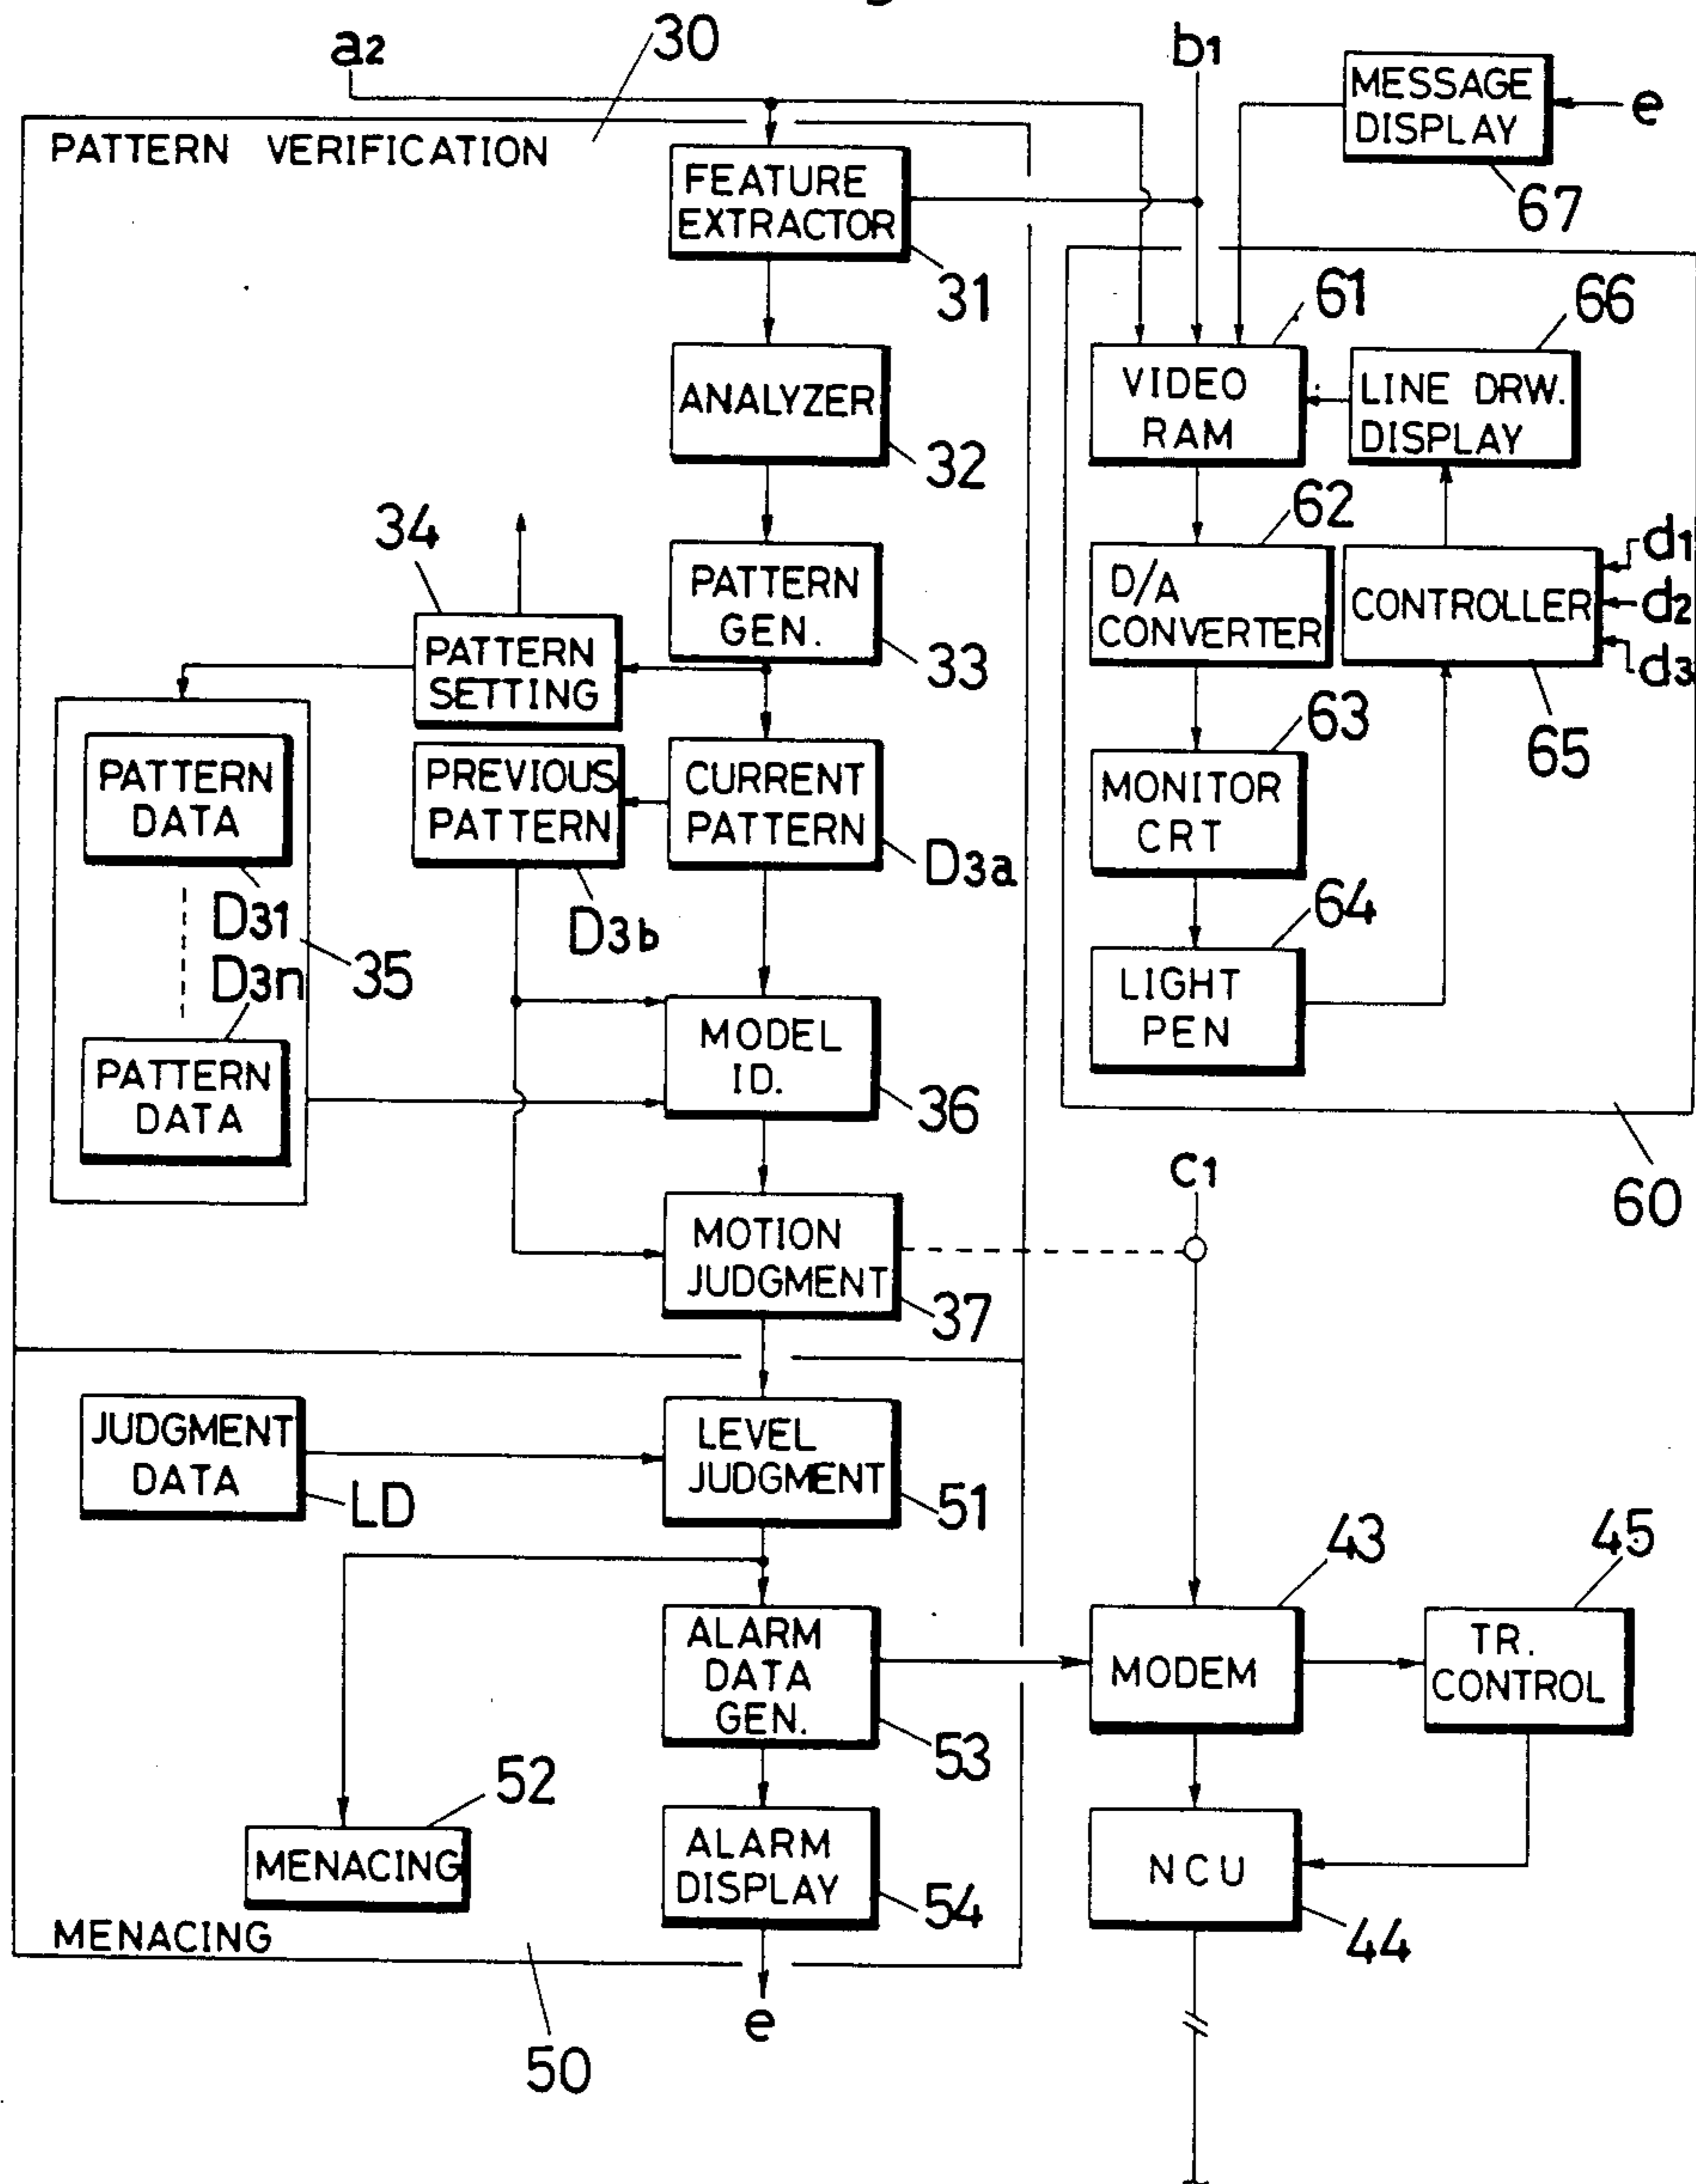 a2
30
b1
MESSAGE
DISPLAY
e
67
PATTERN VERIFICATION
FEATURE
EXTRACTOR
31
61
66
ANALYZER
32
VIDEO
RAM
LINE DRW.
DISPLAY
34
62
PATTERN
GEN.
33
D/A
CONVERTER
CONTROLLER
d1
d2
d3
65
PATTERN
SETTING
63
PATTERN
DATA
D31
PREVIOUS
PATTERN
D3b
CURRENT
PATTERN
D3a
MONITOR
CRT
64
35
D3n
PATTERN
DATA
MODEL
ID.
36
LIGHT
PEN
60
C1
MOTION
JUDGMENT
37
JUDGMENT
DATA
LD
LEVEL
JUDGMENT
51
43
45
ALARM
DATA
GEN.
53
MODEM
TR.
CONTROL
52
MENACING
ALARM
DISPLAY
54
NCU
44
MENACING
e
50